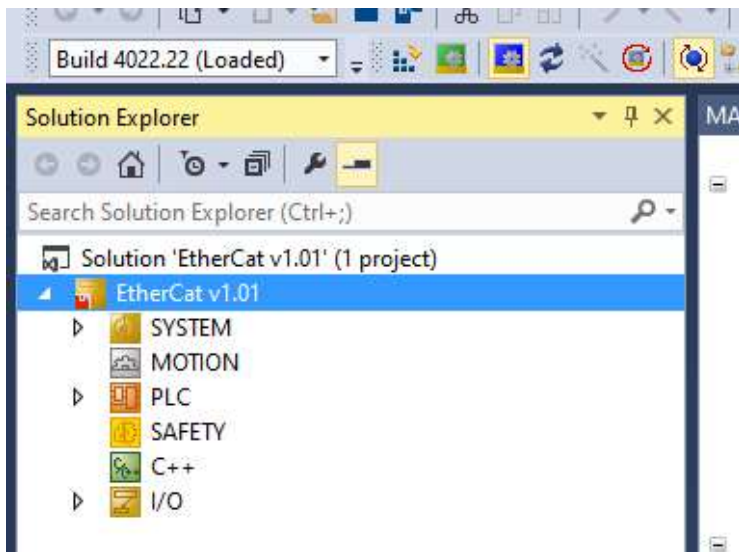 Build 4022.22 (Loaded)
Solution Explorer
MA
Search Solution Explorer (Ctrl+;)
Solution 'EtherCat v1.01' (1 project)
EtherCat v1.01
SYSTEM
MOTION
PLC
SAFETY
C++
I/O